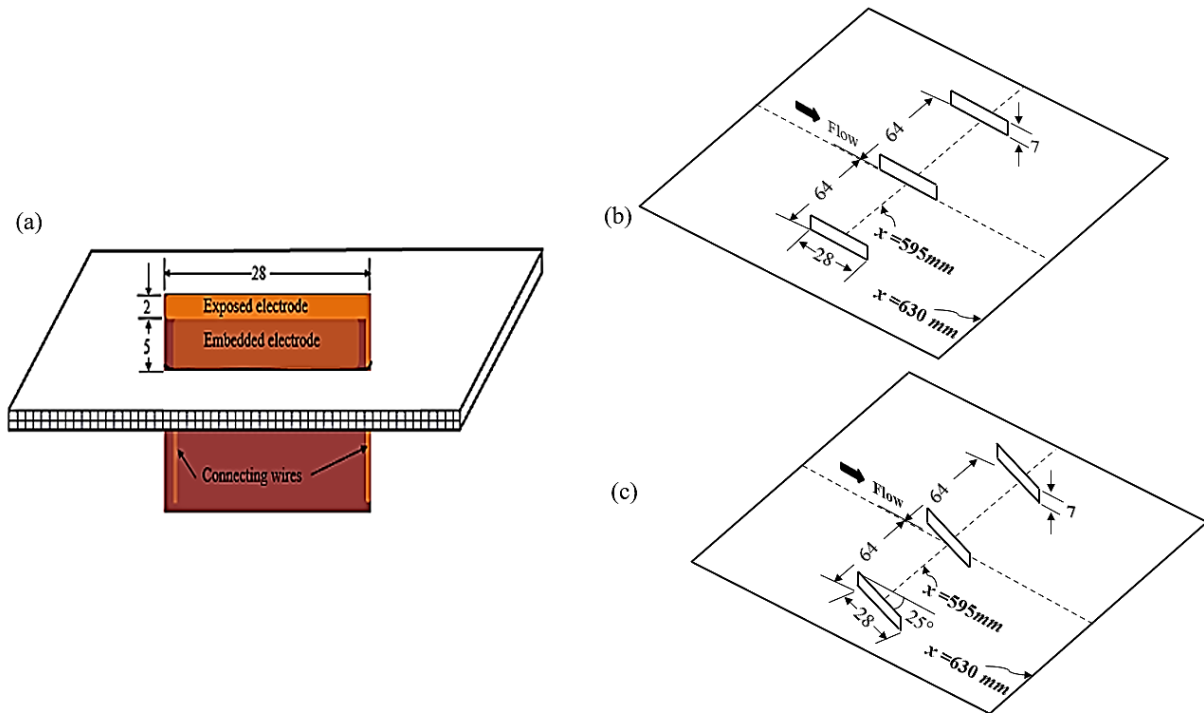 (a)
28
2
Exposed electrode
5
Embedded electrode
Connecting wires
(b)
Flow
64
7
64
28
x =595mm
x =630 mm
(c)
Flow
64
7
64
28
25°
x =595mm
x =630 mm